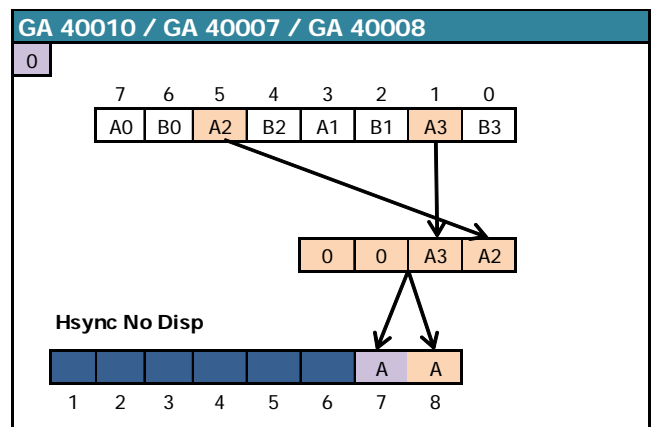 GA 40010 / GA 40007 / GA 40008
0
7 6 5 4 3 2 1 0
A0 B0 A2 B2 A1 B1 A3 B3
0 0 A3 A2
Hsync No Disp
A A
1 2 3 4 5 6 7 8